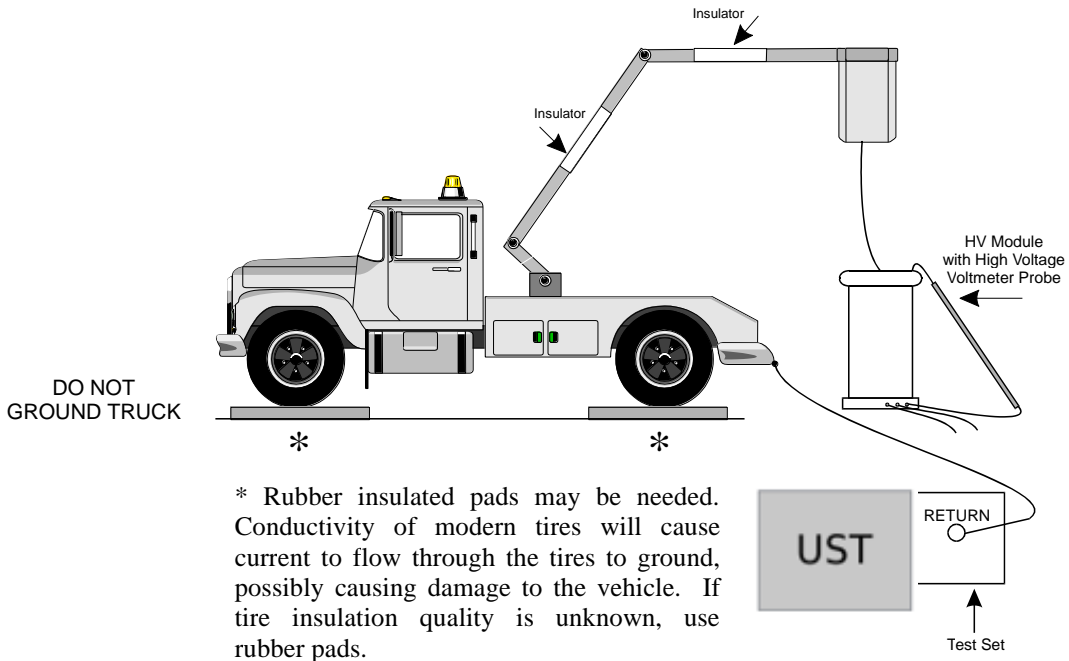 Insulator
Insulator
HV Module
with High Voltage
Voltmeter Probe
DO NOT
GROUND TRUCK
* *
* Rubber insulated pads may be needed.
Conductivity of modern tires will cause
current to flow through the tires to ground,
possibly causing damage to the vehicle. If
tire insulation quality is unknown, use
rubber pads.
UST
RETURN
Test Set